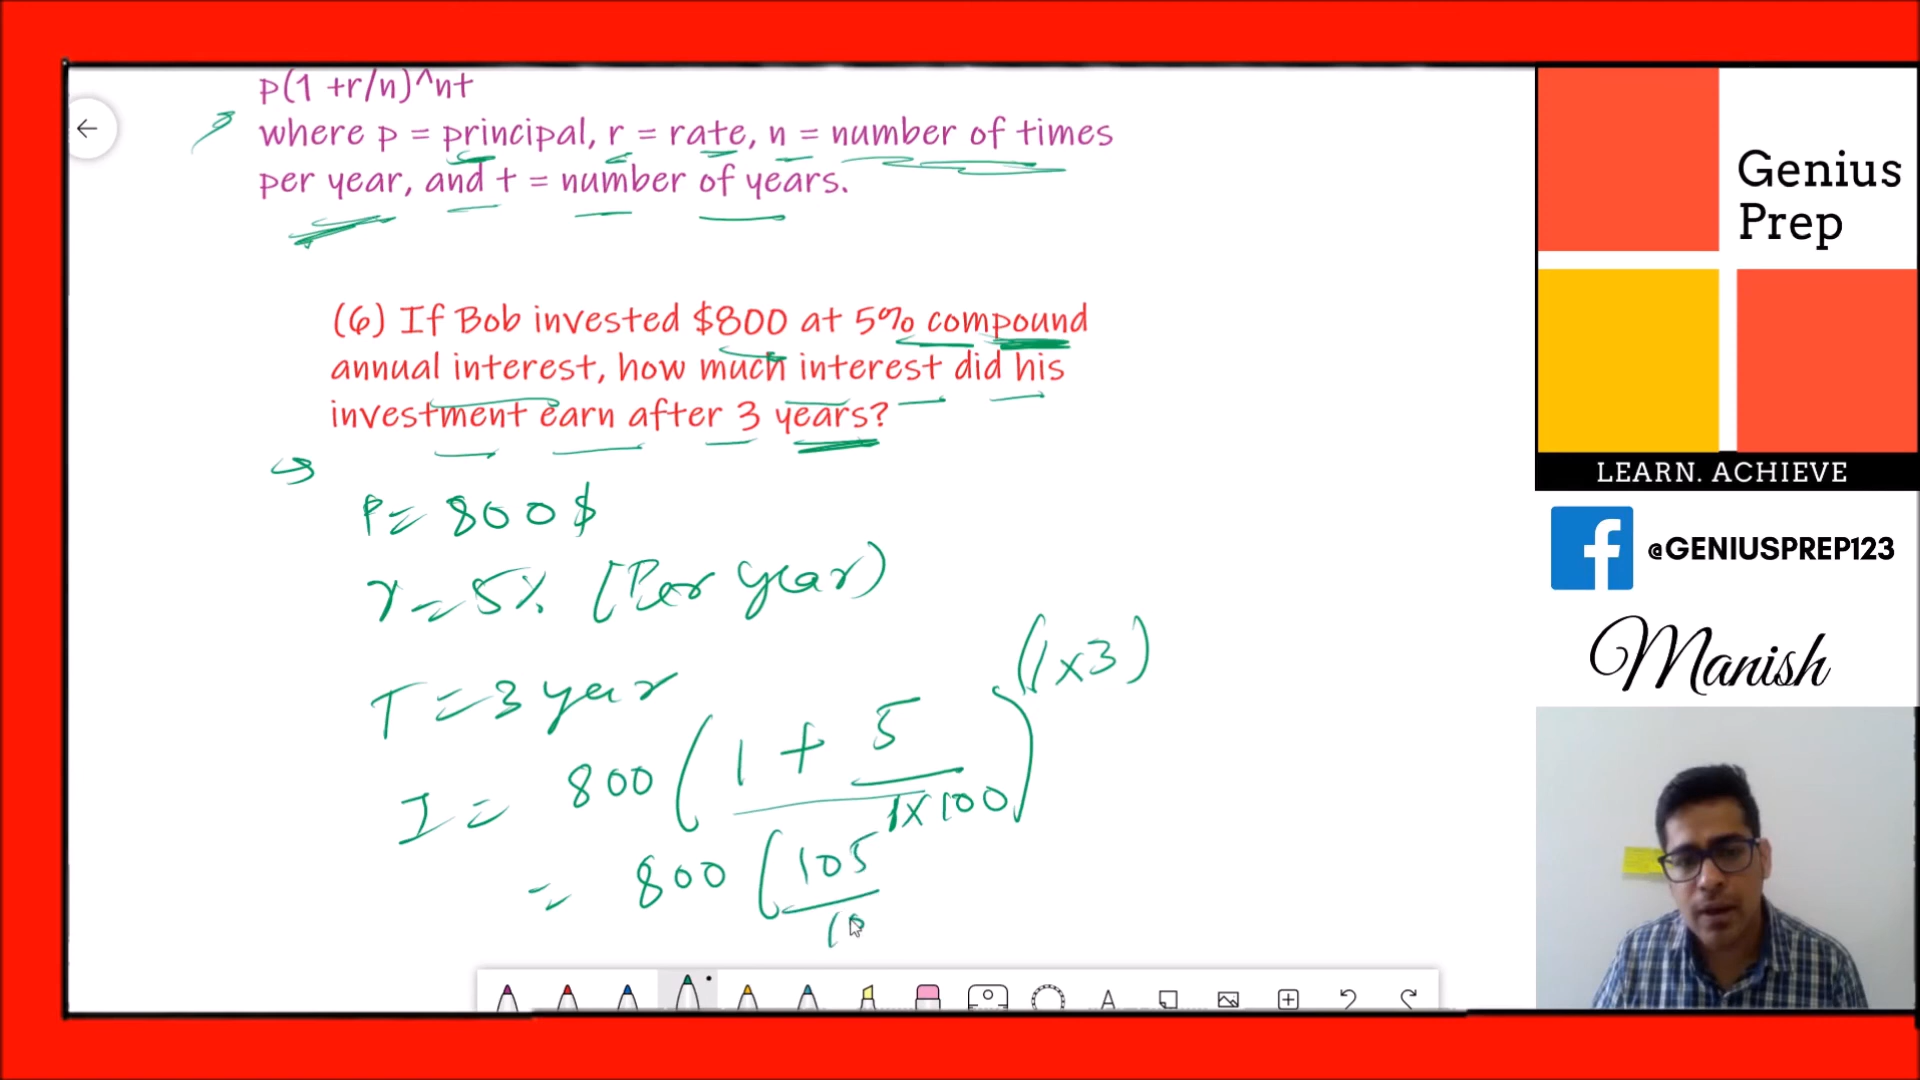 p(1 +r/n)^nt
where p = principal, r = rate, n = number of times
per year, and t = number of years.
(6) If Bob invested $800 at 5% compound
annual interest, how much interest did his
investment earn after 3 years?
P = 800 $
r = 5% (Per year)
T = 3 year
I = 800 ( 1 + 5 / 1x100 ) (1x3)
= 800 ( 105 / 10
Genius
Prep
LEARN. ACHIEVE
f @GENIUSPREP123
Manish
A